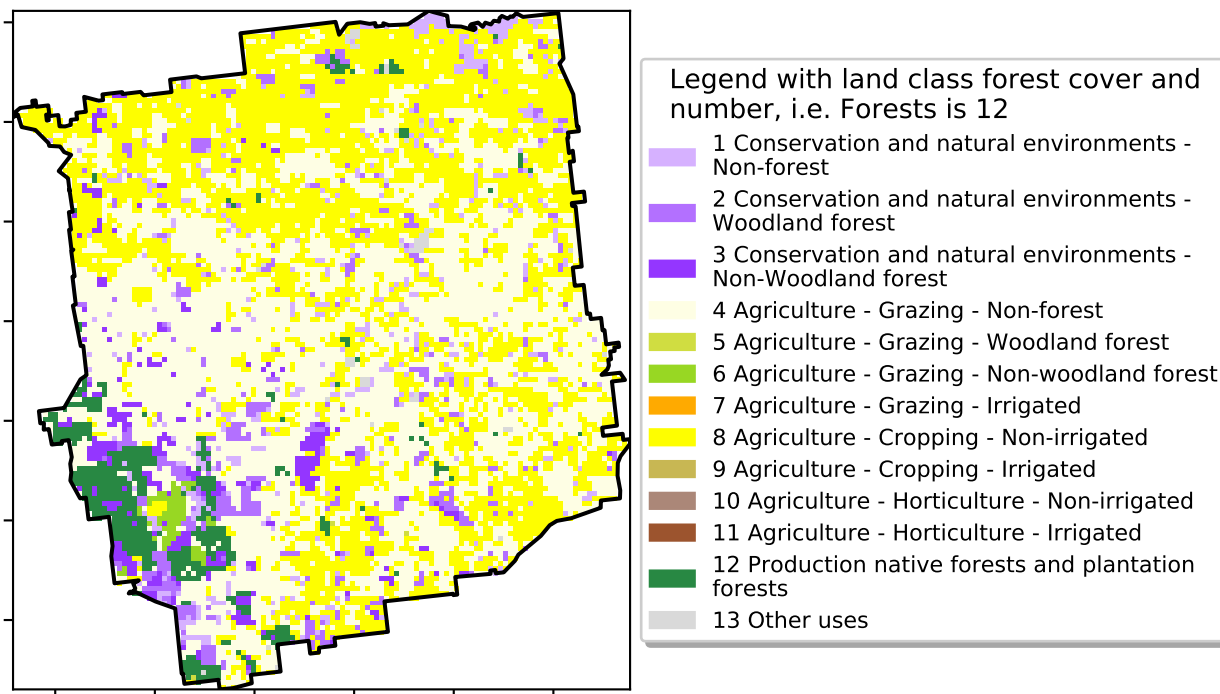 Legend with land class forest cover and
number, i.e. Forests is 12
1 Conservation and natural environments -
Non-forest
2 Conservation and natural environments -
Woodland forest
3 Conservation and natural environments -
Non-Woodland forest
4 Agriculture - Grazing - Non-forest
5 Agriculture - Grazing - Woodland forest
6 Agriculture - Grazing - Non-woodland forest
7 Agriculture - Grazing - Irrigated
8 Agriculture - Cropping - Non-irrigated
9 Agriculture - Cropping - Irrigated
10 Agriculture - Horticulture - Non-irrigated
11 Agriculture - Horticulture - Irrigated
12 Production native forests and plantation
forests
13 Other uses